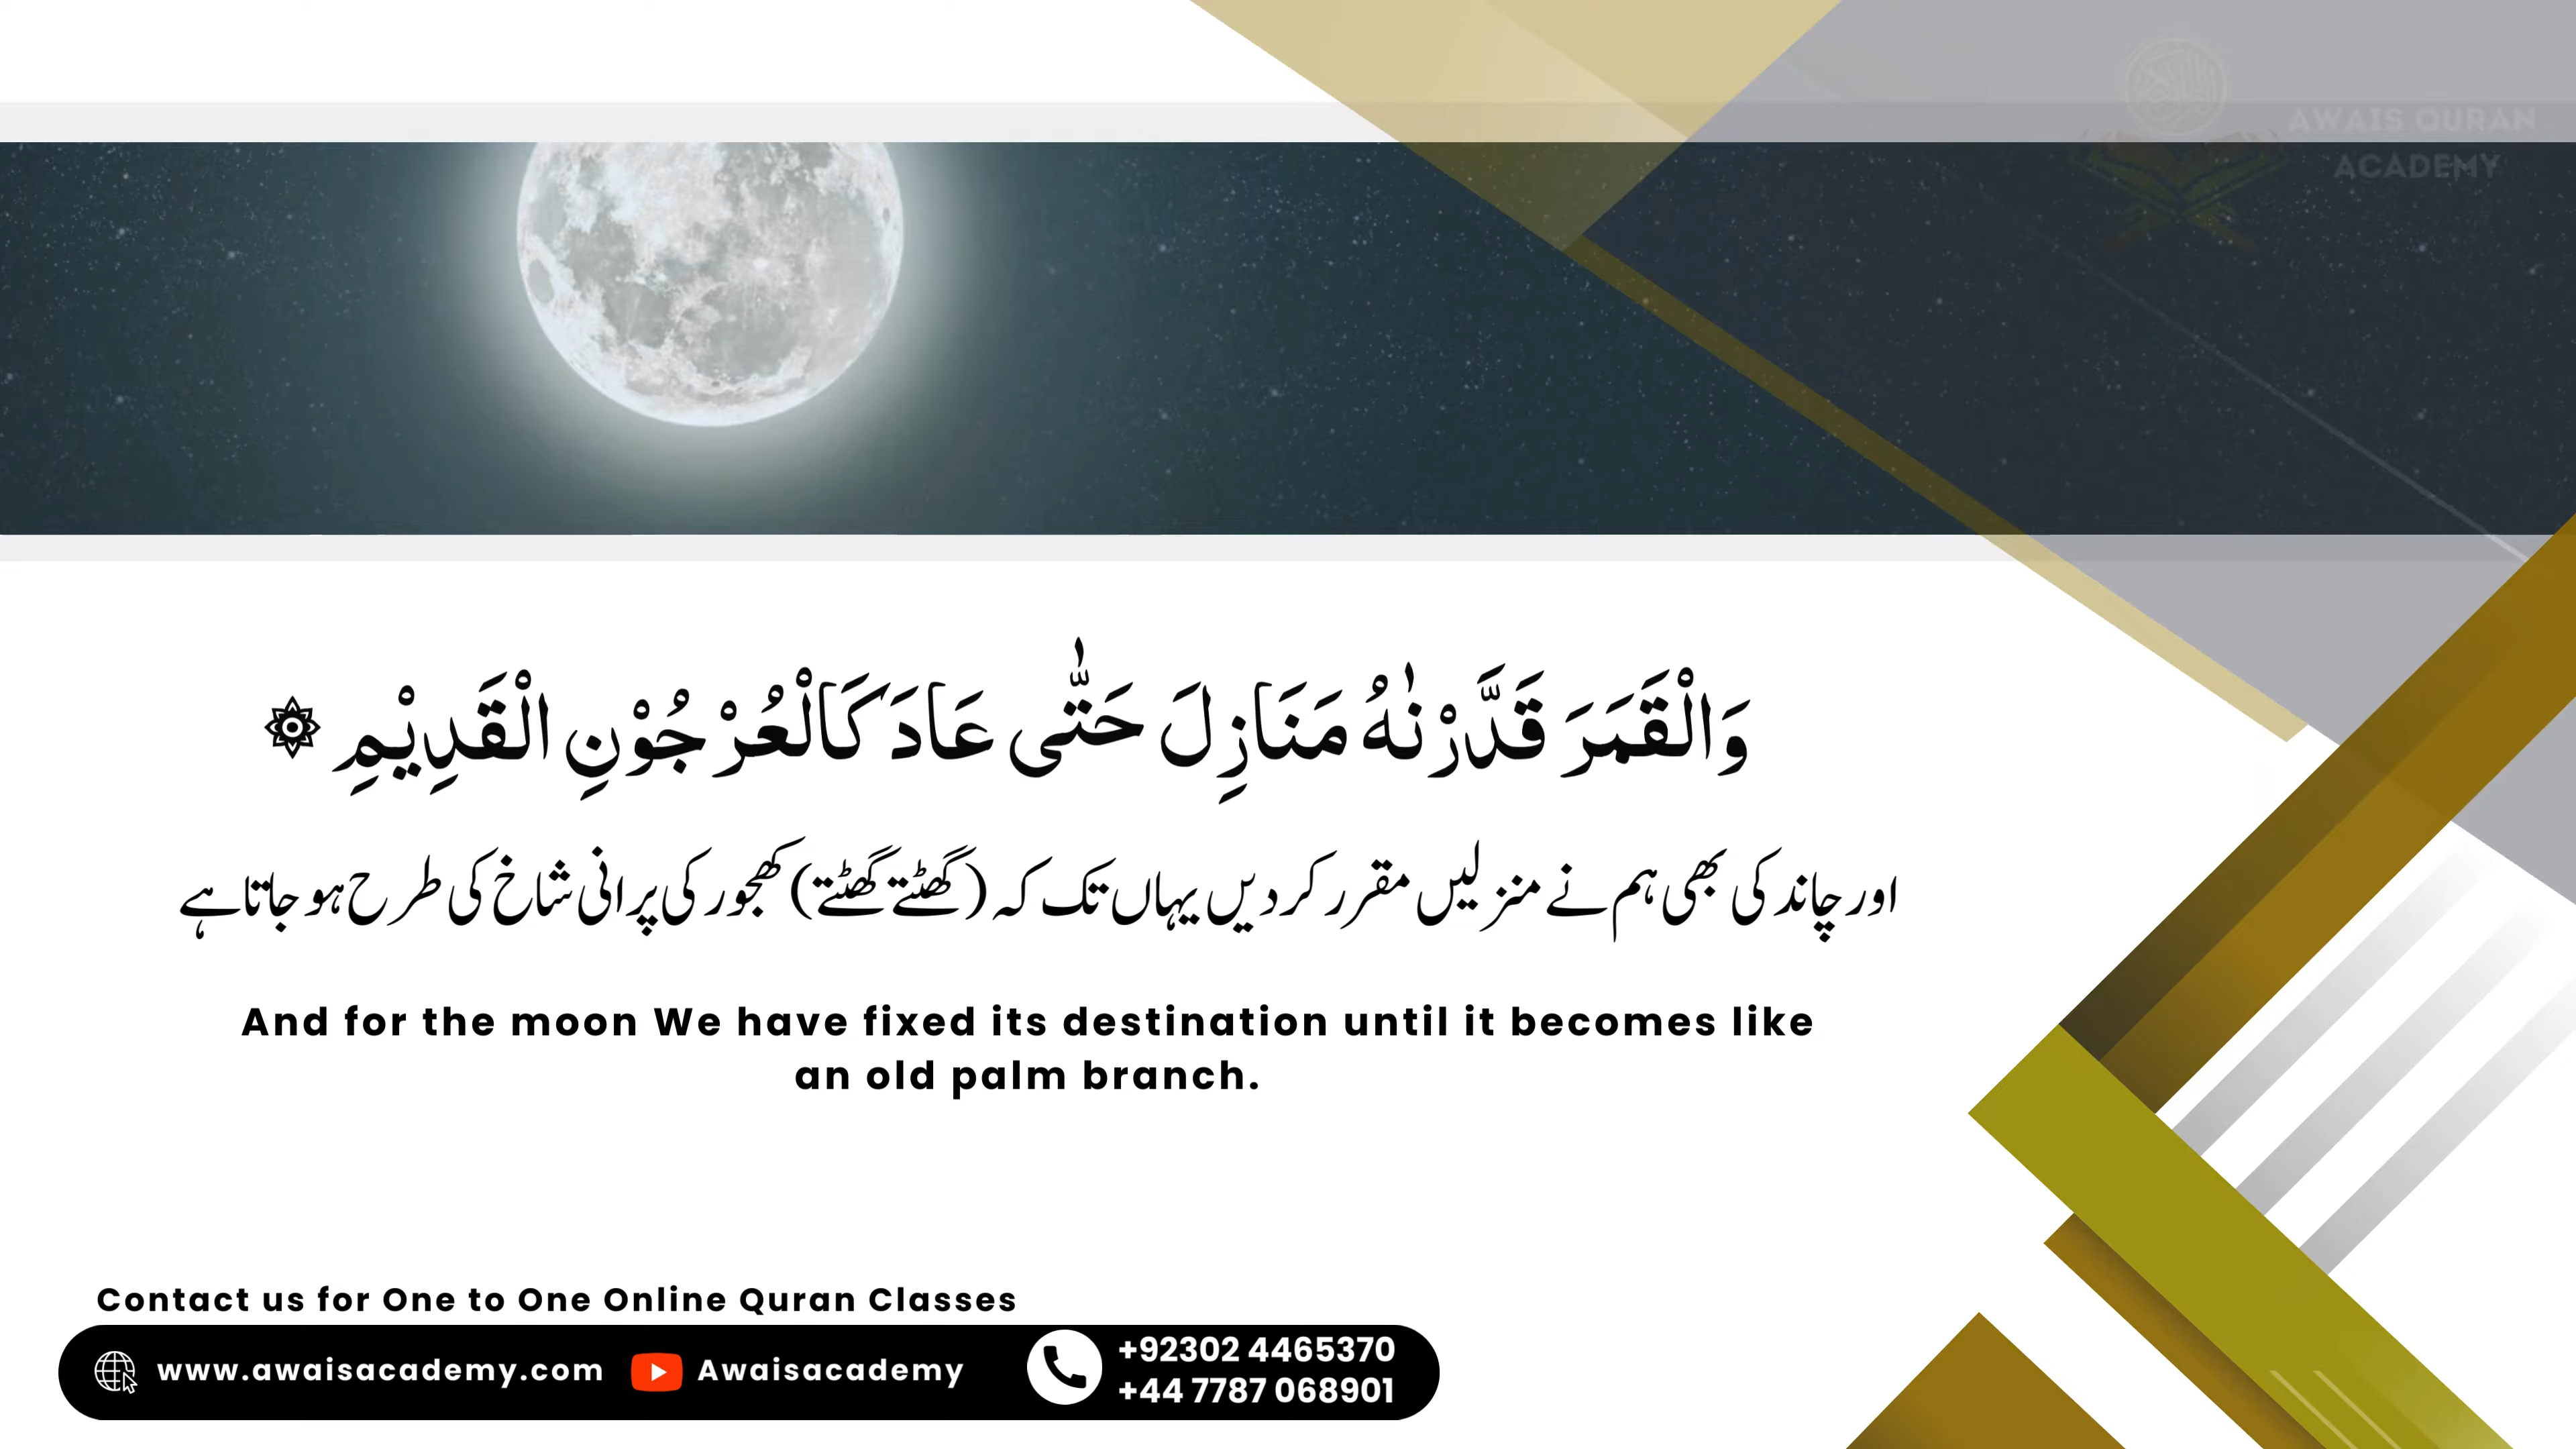 AWAIS QURAN
ACADEMY
وَالْقَمَرَ قَدَّرْنٰهُ مَنَازِلَ حَتّٰى عَادَ كَالْعُرْجُوْنِ الْقَدِيْمِ
اور چاند کی بھی ہم نے منزلیں مقرر کردیں یہاں تک کہ (گھٹتے گھٹتے) کھجور کی پرانی شاخ کی طرح ہو جاتا ہے
And for the moon We have fixed its destination until it becomes like
an old palm branch.
Contact us for One to One Online Quran Classes
www.awaisacademy.com
Awaisacademy
+92302 4465370
+44 7787 068901